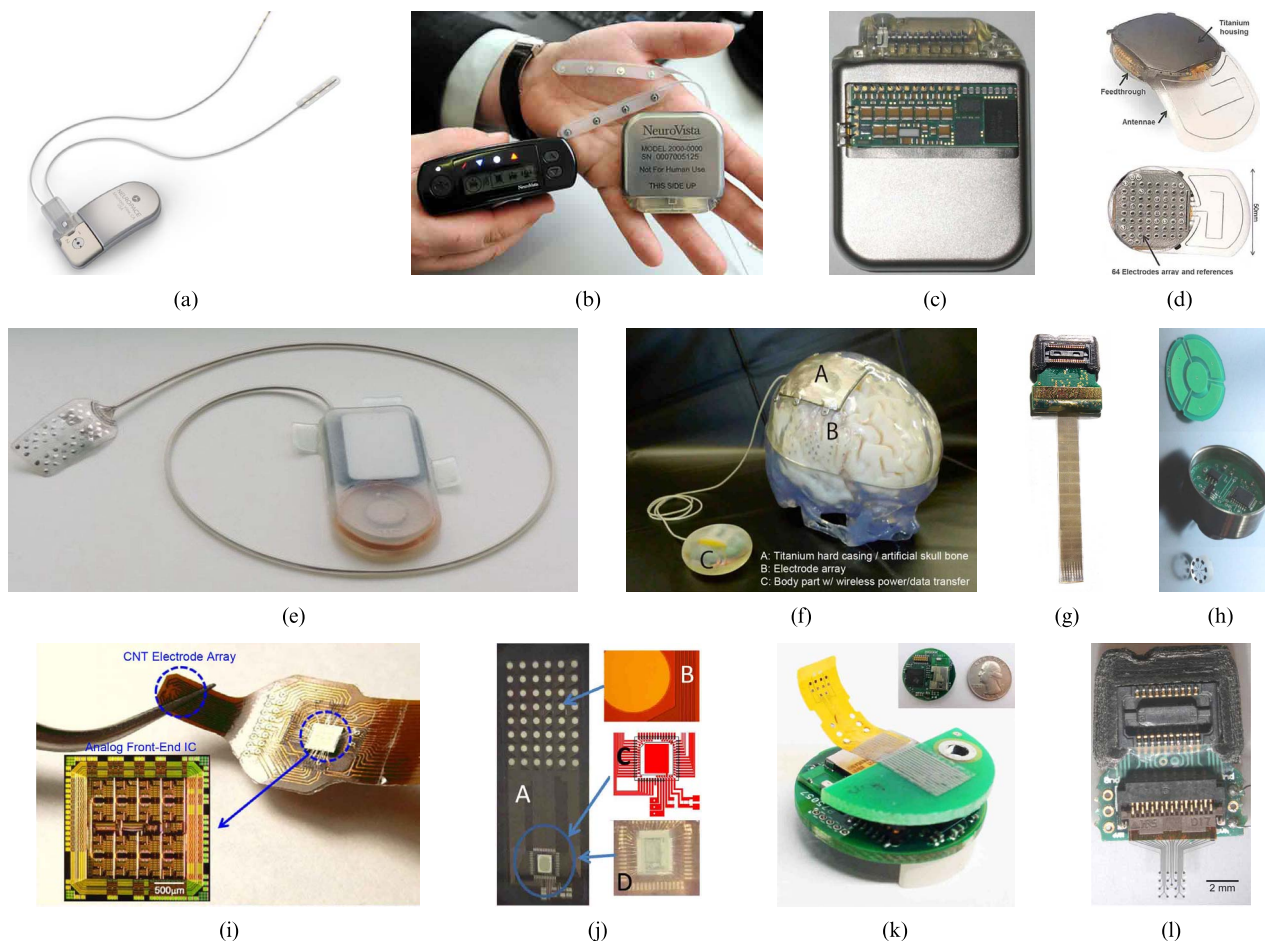 Titanium
housing
Feedthrough
Antennae
50mm
64 Electrodes array and references
NEUROPACE
NeuroVista
MODEL 2000-0000
SN 0007005125
Not For Human Use
THIS SIDE UP
NeuroVista
(a)
(b)
(c)
(d)
A
B
C
A: Titanium hard casing / artificial skull bone
B: Electrode array
C: Body part w/ wireless power/data transfer
(e)
(f)
(g)
(h)
CNT Electrode Array
Analog Front-End IC
500μm
A
B
C
D
2 mm
(i)
(j)
(k)
(l)